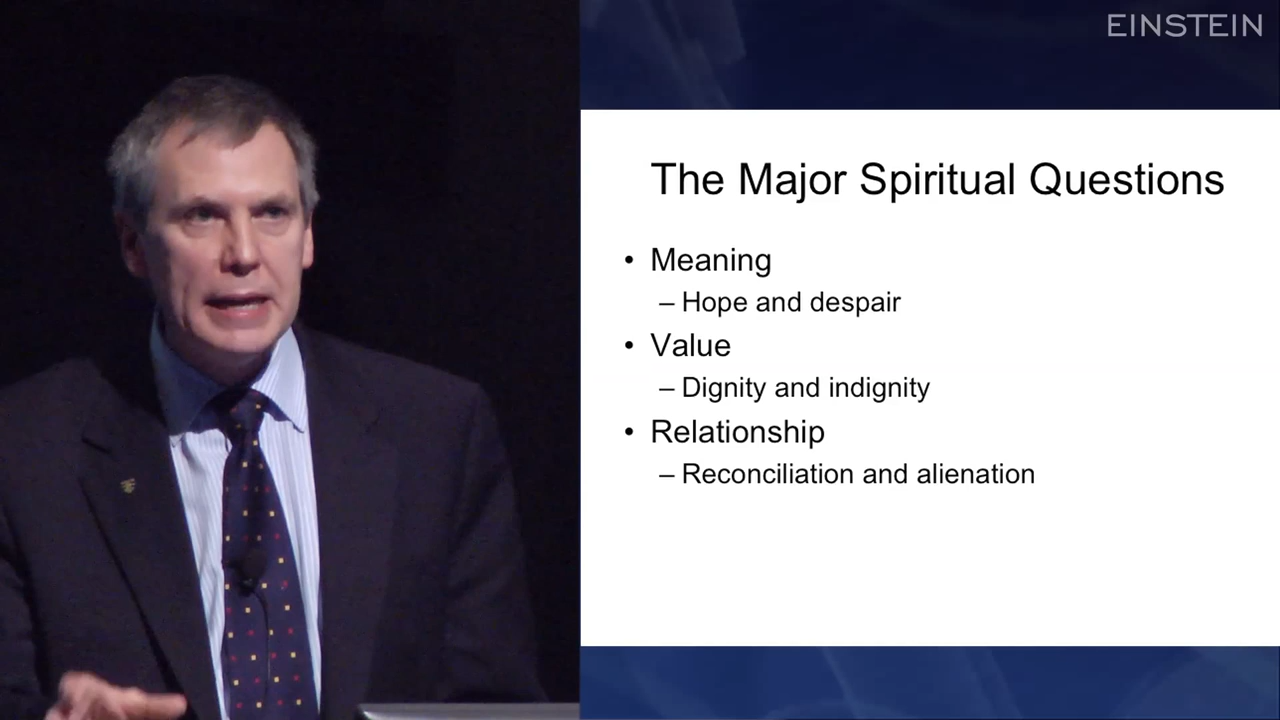 EINSTEIN
The Major Spiritual Questions
• Meaning
– Hope and despair
• Value
– Dignity and indignity
• Relationship
– Reconciliation and alienation